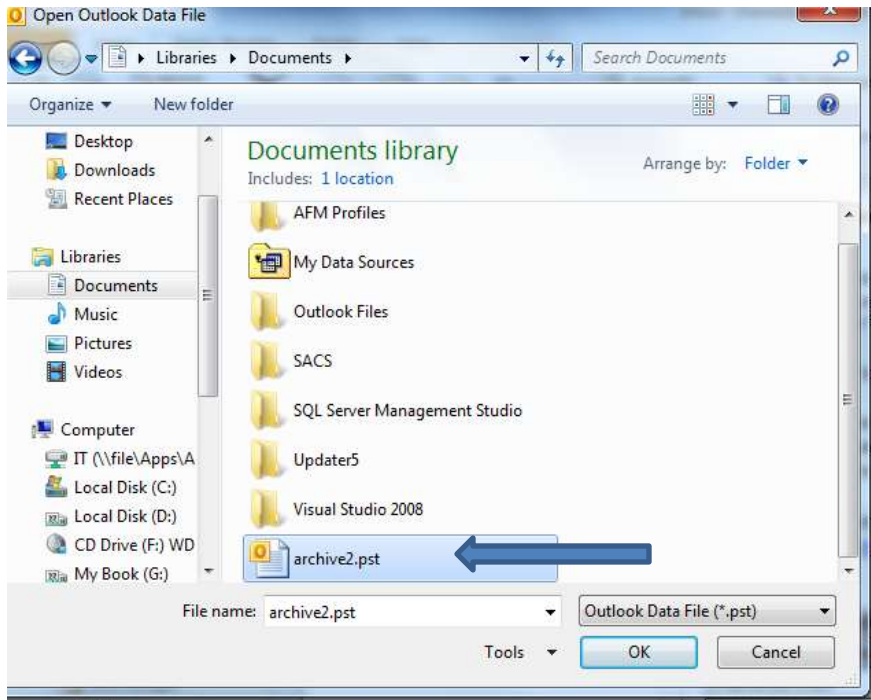 Open Outlook Data File
Libraries Documents
Search Documents
Organize New folder
Desktop
Downloads
Recent Places
Libraries
Documents
Music
Pictures
Videos
Computer
IT (\\file\Apps\A
Local Disk (C:)
Local Disk (D:)
CD Drive (F:) WD
My Book (G:)
Documents library
Includes: 1 location
Arrange by: Folder
AFM Profiles
My Data Sources
Outlook Files
SACS
SQL Server Management Studio
Updater5
Visual Studio 2008
archive2.pst
File name: archive2.pst
Outlook Data File (*.pst)
Tools OK Cancel